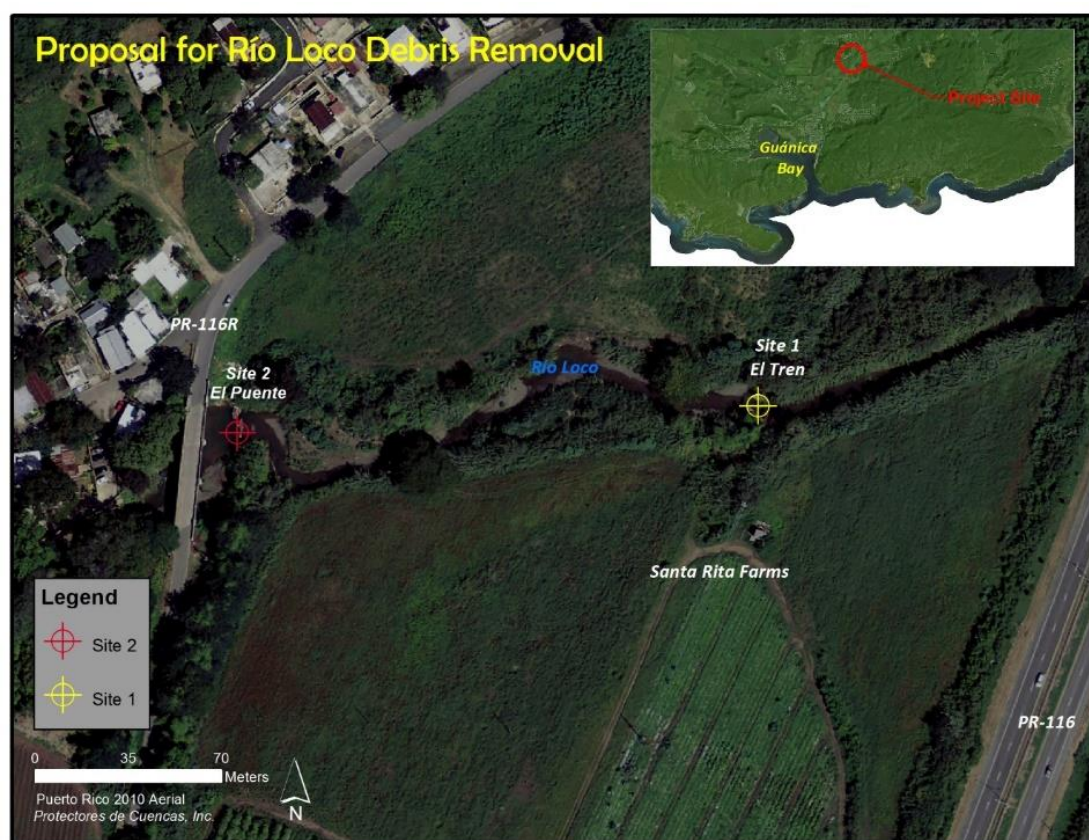 Proposal for Río Loco Debris Removal
Project Site
Guánica
Bay
PR-116R
Site 2
El Puente
Río Loco
Site 1
El Tren
Santa Rita Farms
PR-116
Legend
Site 2
Site 1
0 35 70
Meters
Puerto Rico 2010 Aerial
Protectores de Cuencas, Inc.
N